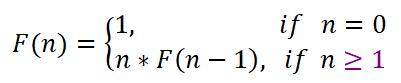 F(n) = {1, if n = 0
n * F(n − 1), if n ≥ 1